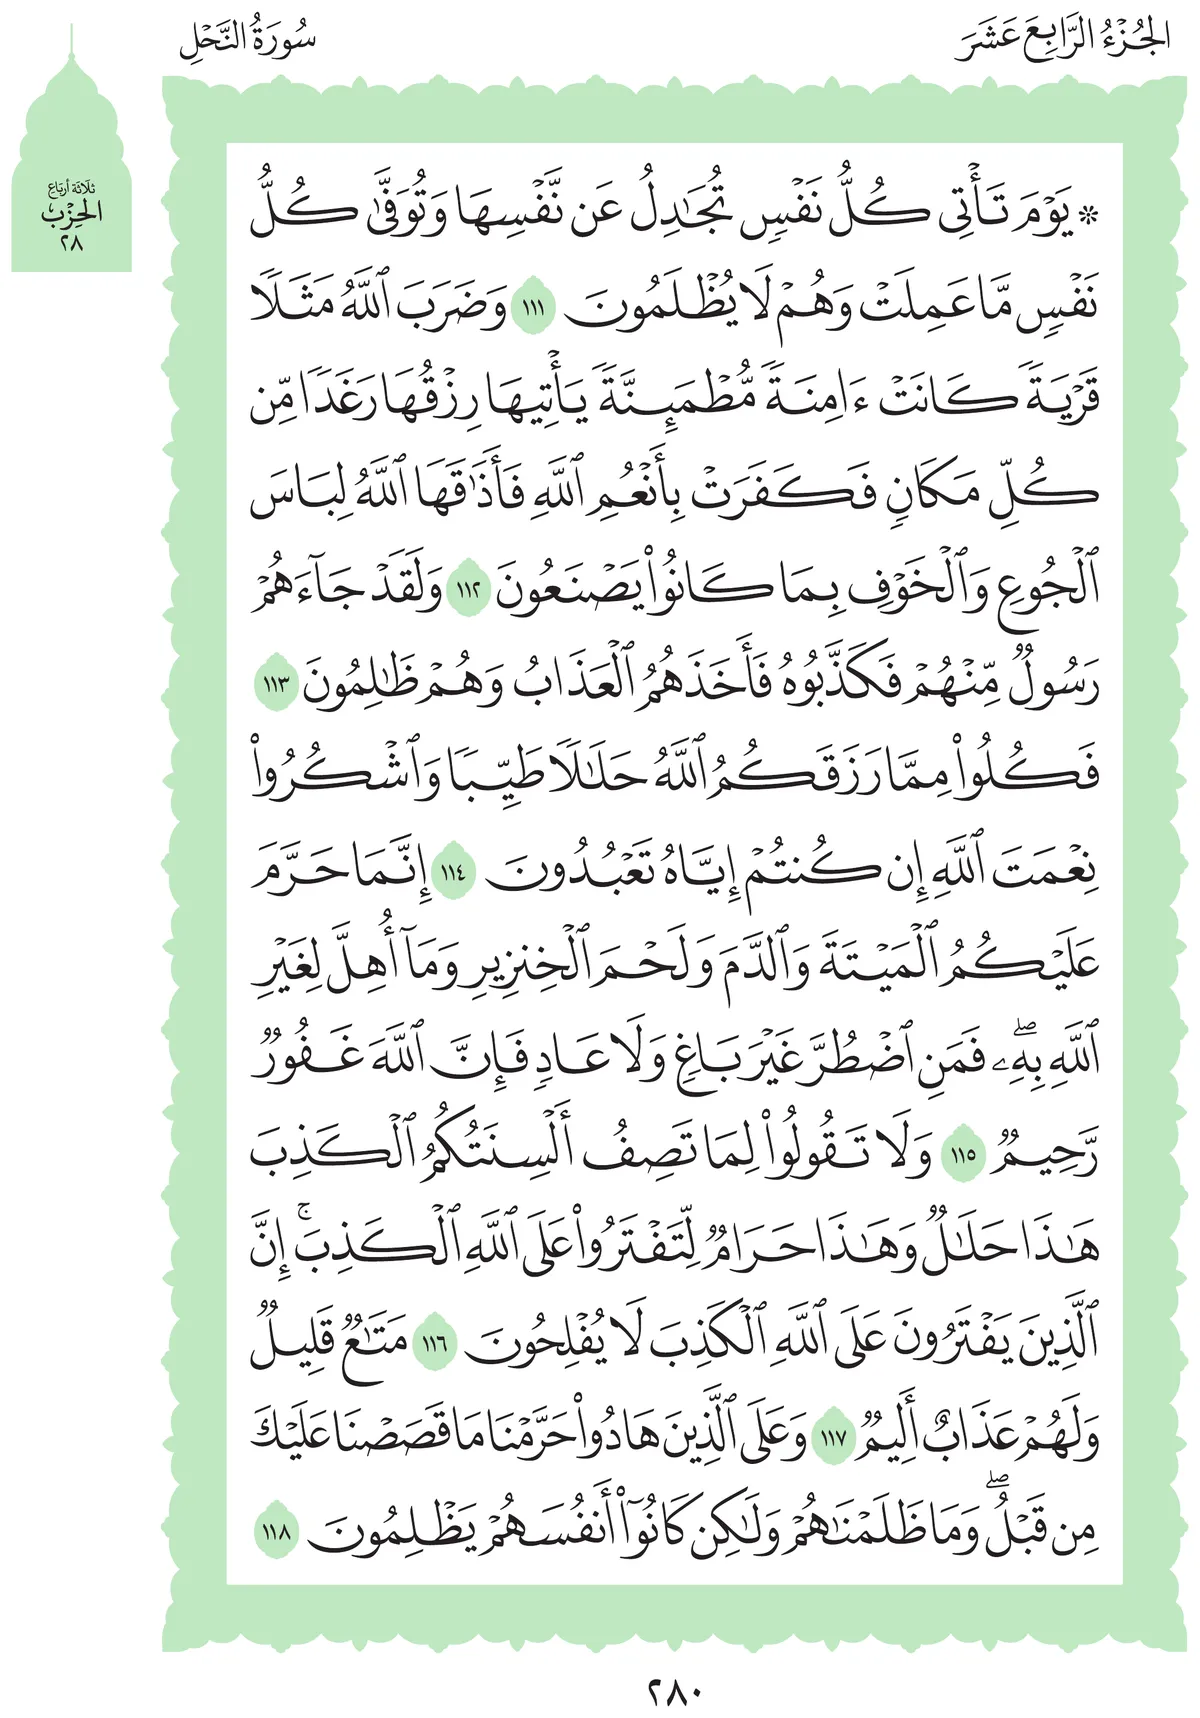 الجُزْءُ الرَّابِعَ عَشَرَ
سُورَةُ النَّحْلِ
ثلَاثَة أربَاعِ
الحِزْب
٢٨
۞ يَوْمَ تَأْتِى كُلُّ نَفْسٍ تُجَٰدِلُ عَن نَّفْسِهَا وَتُوَفَّىٰ كُلُّ
نَفْسٍ مَّا عَمِلَتْ وَهُمْ لَا يُظْلَمُونَ ١١١ وَضَرَبَ ٱللَّهُ مَثَلًا
قَرْيَةً كَانَتْ ءَامِنَةً مُّطْمَئِنَّةً يَأْتِيهَا رِزْقُهَا رَغَدًا مِّن
كُلِّ مَكَانٍ فَكَفَرَتْ بِأَنْعُمِ ٱللَّهِ فَأَذَٰقَهَا ٱللَّهُ لِبَاسَ
ٱلْجُوعِ وَٱلْخَوْفِ بِمَا كَانُوا۟ يَصْنَعُونَ ١١٢ وَلَقَدْ جَآءَهُمْ
رَسُولٌ مِّنْهُمْ فَكَذَّبُوهُ فَأَخَذَهُمُ ٱلْعَذَابُ وَهُمْ ظَٰلِمُونَ ١١٣
فَكُلُوا۟ مِمَّا رَزَقَكُمُ ٱللَّهُ حَلَٰلًا طَيِّبًا وَٱشْكُرُوا۟
نِعْمَتَ ٱللَّهِ إِن كُنتُمْ إِيَّاهُ تَعْبُدُونَ ١١٤ إِنَّمَا حَرَّمَ
عَلَيْكُمُ ٱلْمَيْتَةَ وَٱلدَّمَ وَلَحْمَ ٱلْخِنزِيرِ وَمَآ أُهِلَّ لِغَيْرِ
ٱللَّهِ بِهِۦۖ فَمَنِ ٱضْطُرَّ غَيْرَ بَاغٍ وَلَا عَادٍ فَإِنَّ ٱللَّهَ غَفُورٌ
رَّحِيمٌ ١١٥ وَلَا تَقُولُوا۟ لِمَا تَصِفُ أَلْسِنَتُكُمُ ٱلْكَذِبَ
هَٰذَا حَلَٰلٌ وَهَٰذَا حَرَامٌ لِّتَفْتَرُوا۟ عَلَى ٱللَّهِ ٱلْكَذِبَۚ إِنَّ
ٱلَّذِينَ يَفْتَرُونَ عَلَى ٱللَّهِ ٱلْكَذِبَ لَا يُفْلِحُونَ ١١٦ مَتَٰعٌ قَلِيلٌ
وَلَهُمْ عَذَابٌ أَلِيمٌ ١١٧ وَعَلَى ٱلَّذِينَ هَادُوا۟ حَرَّمْنَا مَا قَصَصْنَا عَلَيْكَ
مِن قَبْلُۖ وَمَا ظَلَمْنَٰهُمْ وَلَٰكِن كَانُوٓا۟ أَنفُسَهُمْ يَظْلِمُونَ ١١٨
٢٨٠